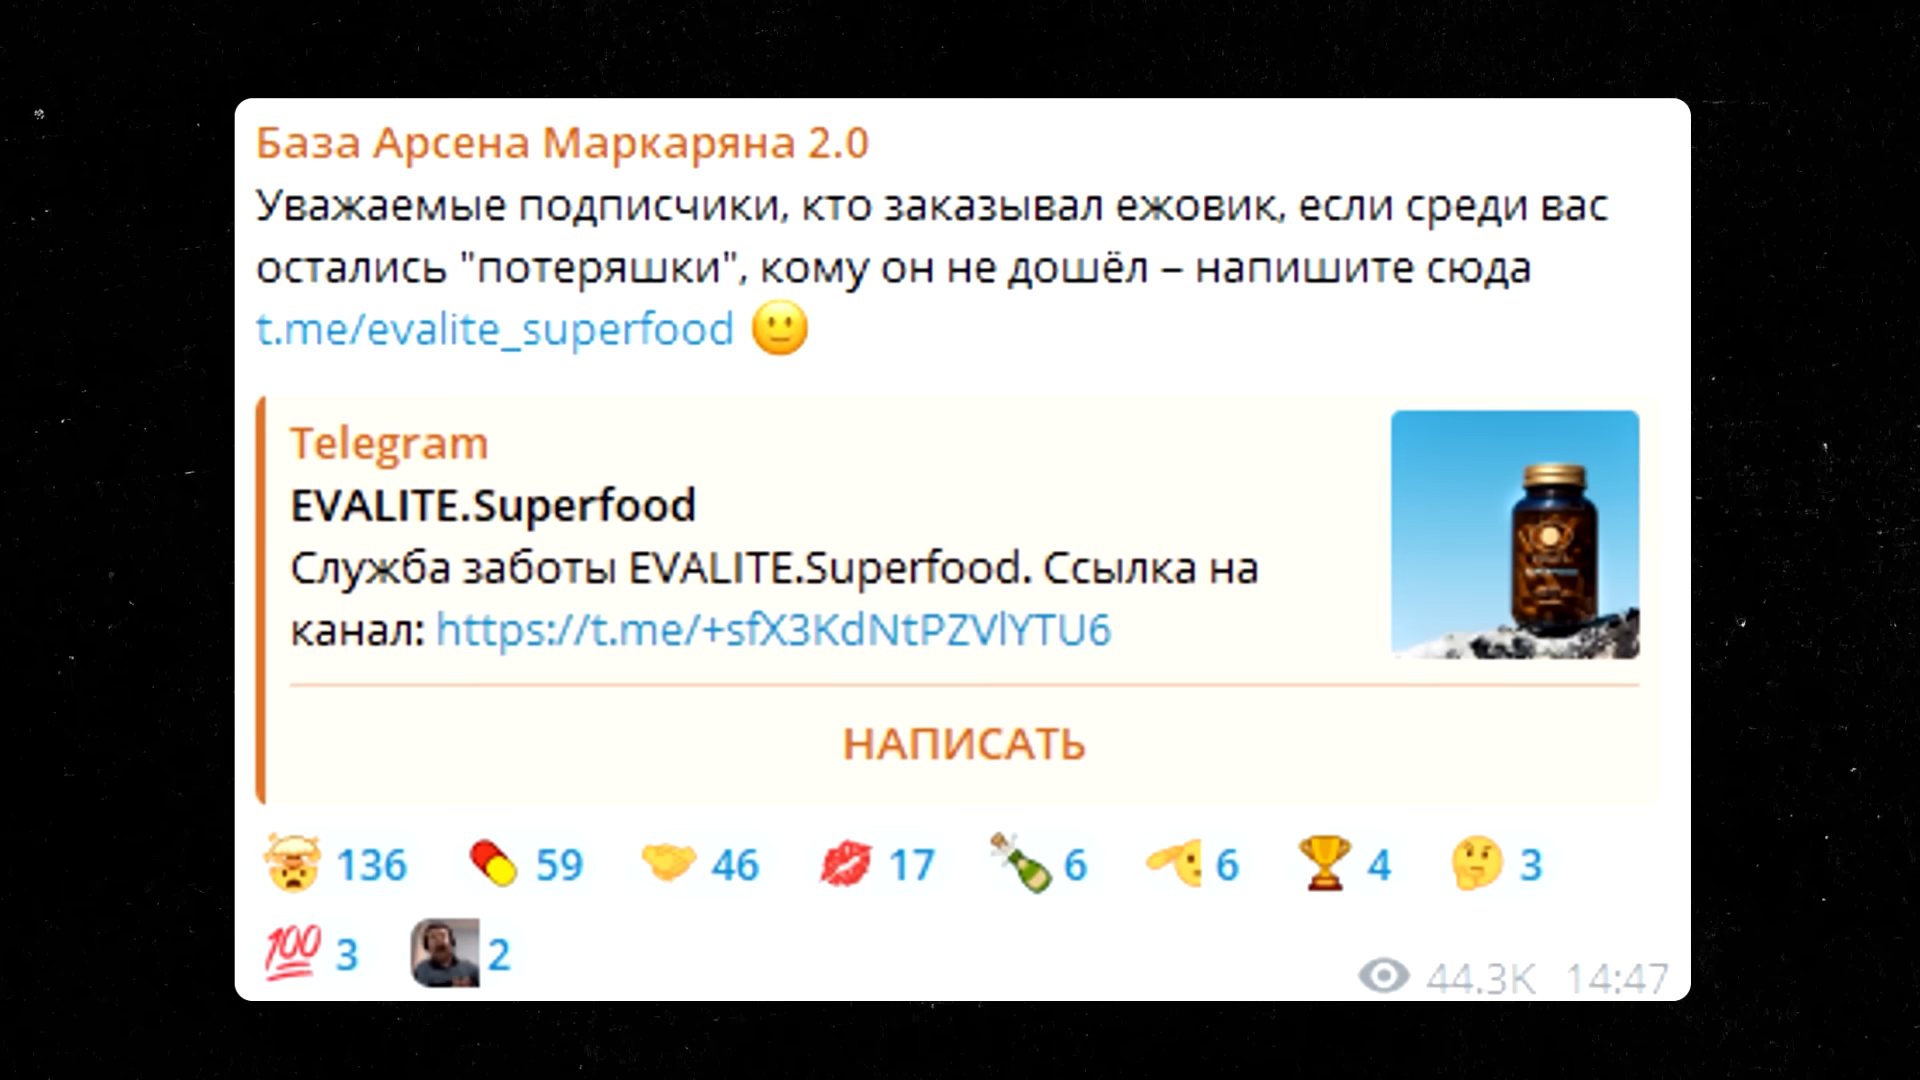 База Арсена Маркаряна 2.0
Уважаемые подписчики, кто заказывал ежовик, если среди вас
остались "потеряшки", кому он не дошёл – напишите сюда
t.me/evalite_superfood 🙂
Telegram
EVALITE.Superfood
Служба заботы EVALITE.Superfood. Ссылка на
канал: https://t.me/+sfX3KdNtPZVlYTU6
НАПИСАТЬ
🤯 136 💊 59 🤝 46 💋 17 🍾 6 🫡 6 🏆 4 🤔 3
💯 3 2
44.3K 14:47